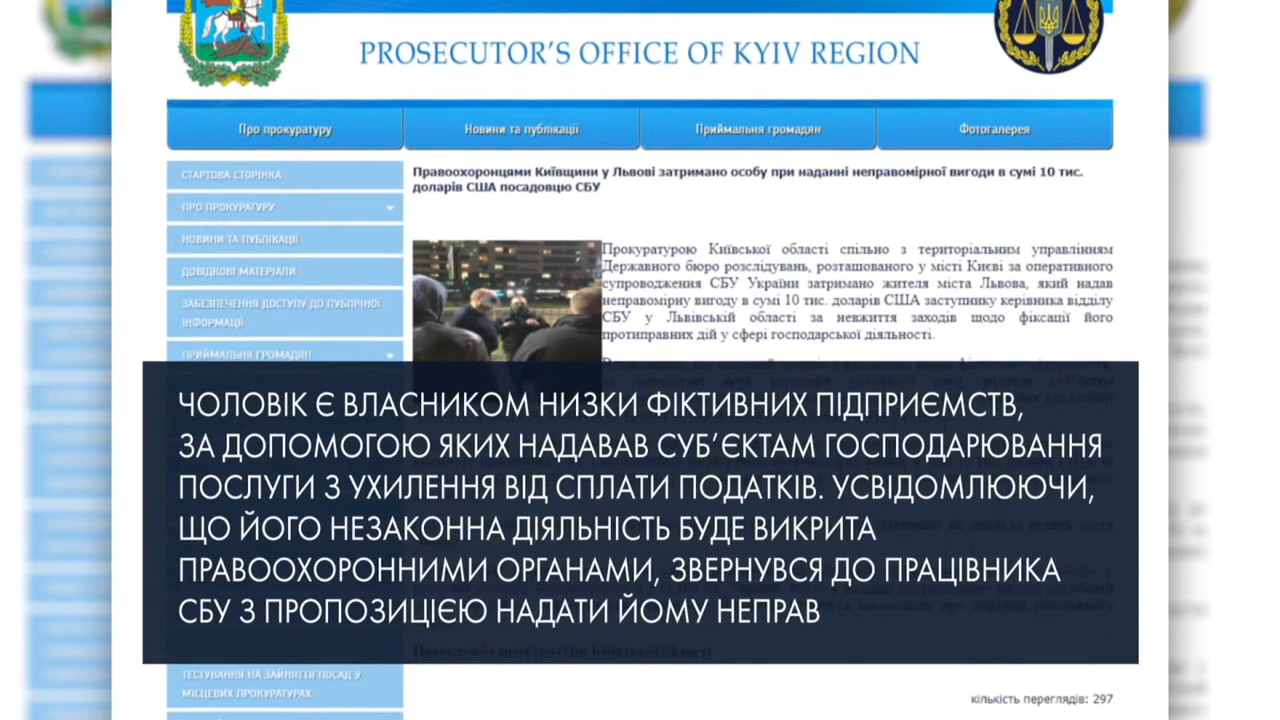 PROSECUTOR'S OFFICE OF KYIV REGION
Про прокуратуру
Новини та публікації
Приймальня громадян
Фотогалерея
СТАРТОВА СТОРІНКА
ПРО ПРОКУРАТУРУ
НОВИНИ ТА ПУБЛІКАЦІЇ
ДОВІДКОВІ МАТЕРІАЛИ
ЗАБЕЗПЕЧЕННЯ ДОСТУПУ ДО ПУБЛІЧНОЇ
ІНФОРМАЦІЇ
ПРИЙМАЛЬНЯ ГРОМАДЯН
Правоохоронцями Київщини у Львові затримано особу при наданні неправомірної вигоди в сумі 10 тис.
доларів США посадовцю СБУ
Прокуратурою Київської області спільно з територіальним управлінням
Державного бюро розслідувань, розташованого у місті Києві за оперативного
супроводження СБУ України затримано жителя міста Львова, який надав
неправомірну вигоду в сумі 10 тис. доларів США заступнику керівника відділу
СБУ у Львівській області за невжиття заходів щодо фіксації його
протиправних дій у сфері господарської діяльності.
ЧОЛОВІК Є ВЛАСНИКОМ НИЗКИ ФІКТИВНИХ ПІДПРИЄМСТВ,
ЗА ДОПОМОГОЮ ЯКИХ НАДАВАВ СУБ'ЄКТАМ ГОСПОДАРЮВАННЯ
ПОСЛУГИ З УХИЛЕННЯ ВІД СПЛАТИ ПОДАТКІВ. УСВІДОМЛЮЮЧИ,
ЩО ЙОГО НЕЗАКОННА ДІЯЛЬНІСТЬ БУДЕ ВИКРИТА
ПРАВООХОРОННИМИ ОРГАНАМИ, ЗВЕРНУВСЯ ДО ПРАЦІВНИКА
СБУ З ПРОПОЗИЦІЄЮ НАДАТИ ЙОМУ НЕПРАВ
Пресслужба прокуратури Київської області
ТЕСТУВАННЯ НА ЗАЙНЯТТЯ ПОСАД У
МІСЦЕВИХ ПРОКУРАТУРАХ
кількість переглядів: 297